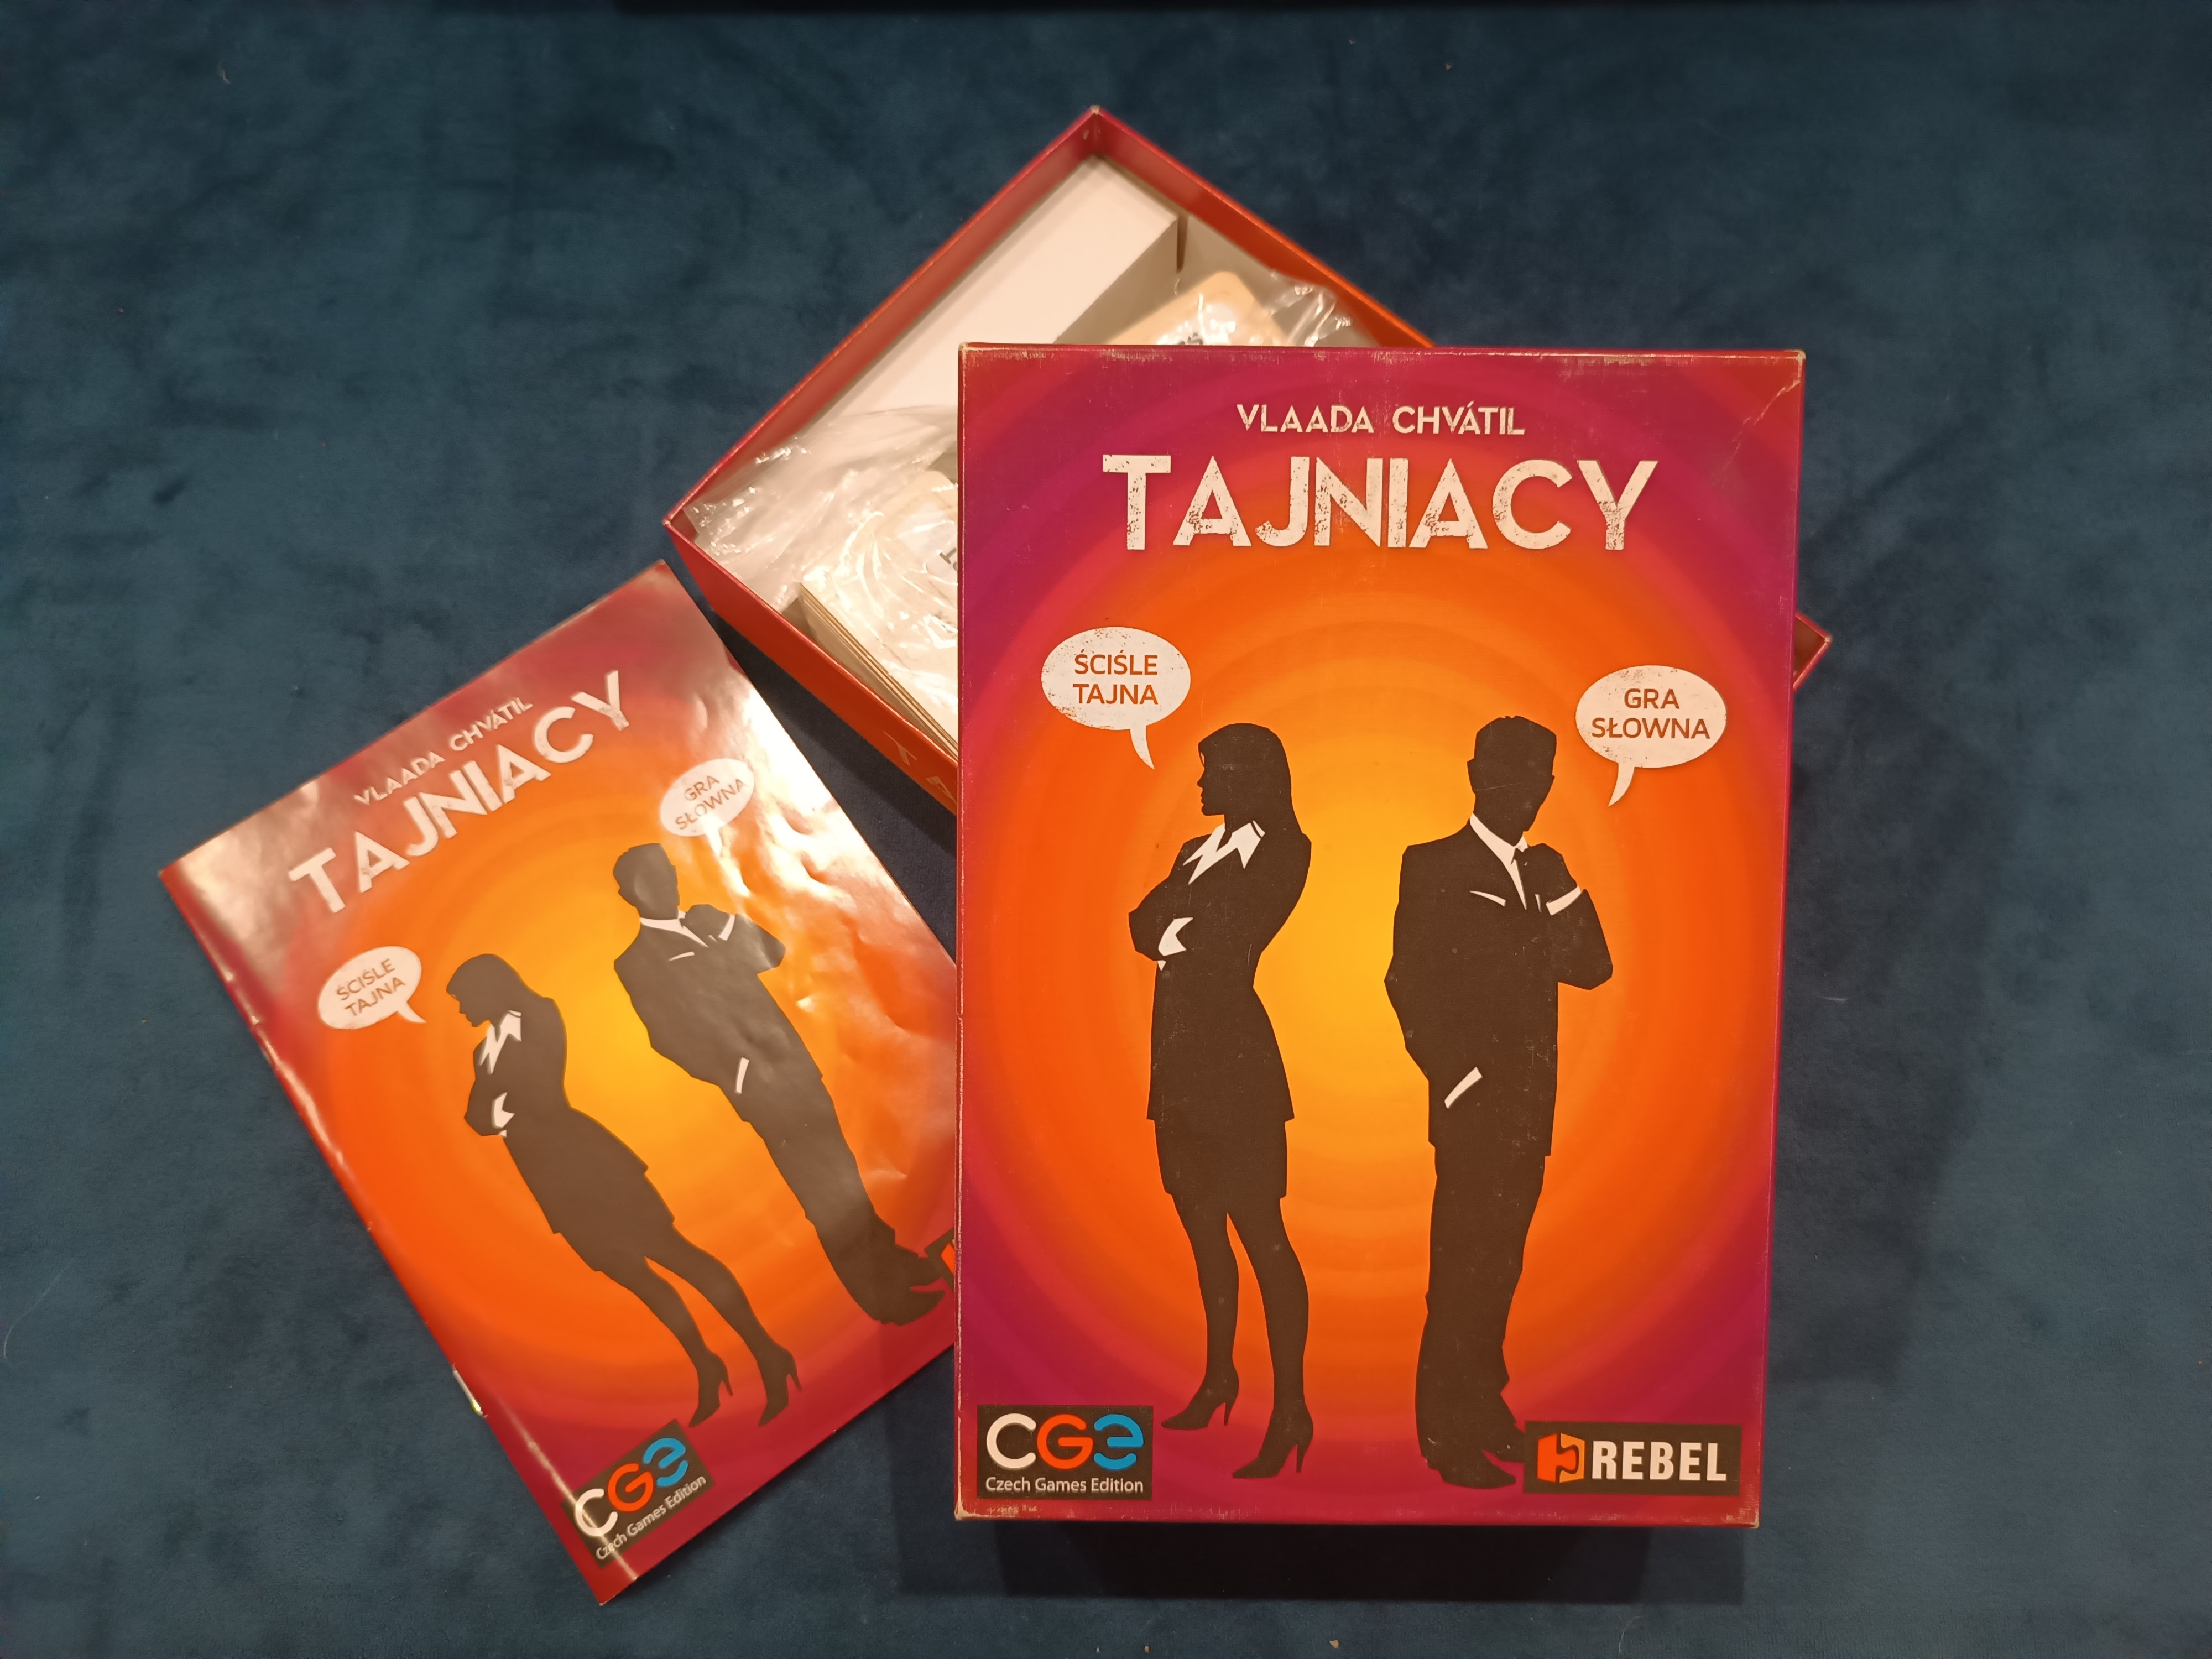 VLAADA CHVÁTIL
TAJNIACY
ŚCIŚLE
TAJNA
GRA
SŁOWNA
CGE
Czech Games Edition
REBEL
VLAADA CHVÁTIL
TAJNIACY
GRA
SŁOWNA
ŚCIŚLE
TAJNA
CGE
Czech Games Edition